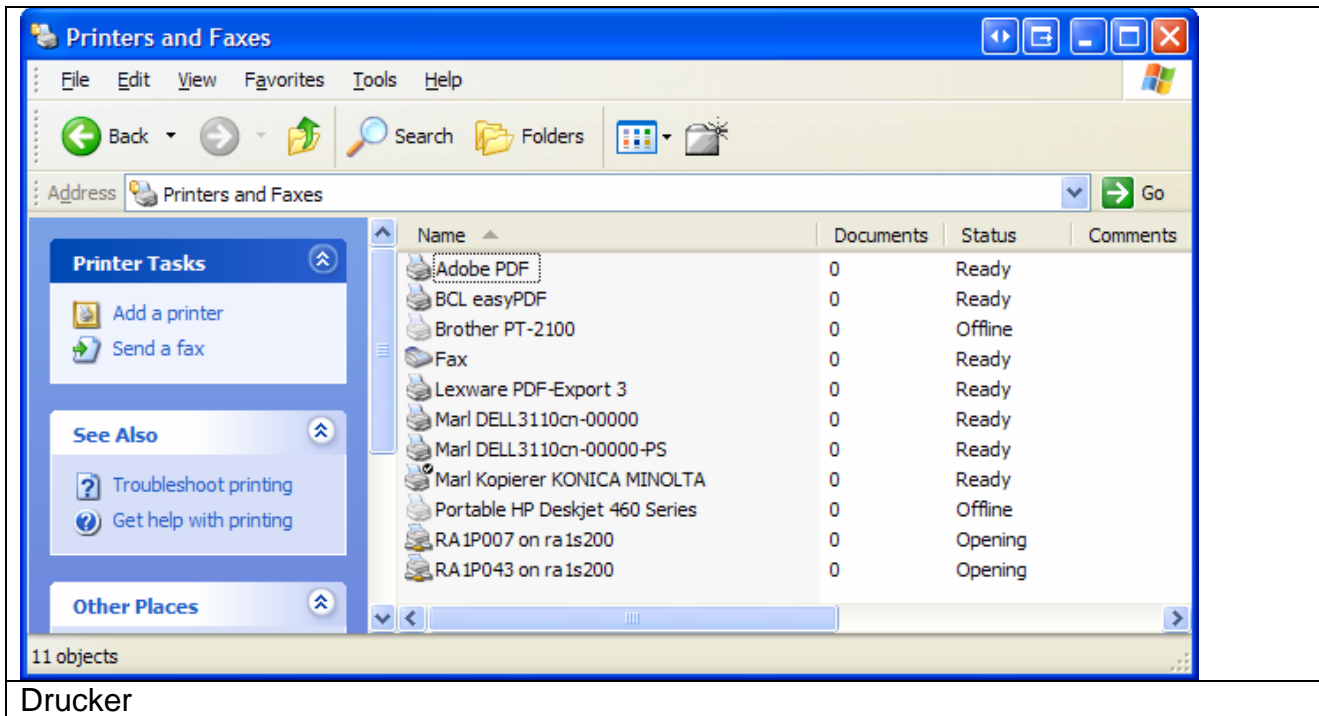 Printers and Faxes
File Edit View Favorites Tools Help
Back Search Folders
Address Printers and Faxes Go
Printer Tasks
Add a printer
Send a fax
See Also
Troubleshoot printing
Get help with printing
Other Places
Name Documents Status Comments
Adobe PDF 0 Ready
BCL easyPDF 0 Ready
Brother PT-2100 0 Offline
Fax 0 Ready
Lexware PDF-Export 3 0 Ready
Marl DELL3110cn-00000 0 Ready
Marl DELL3110cn-00000-PS 0 Ready
Marl Kopierer KONICA MINOLTA 0 Ready
Portable HP Deskjet 460 Series 0 Offline
RA1P007 on ra1s200 0 Opening
RA1P043 on ra1s200 0 Opening
11 objects
Drucker